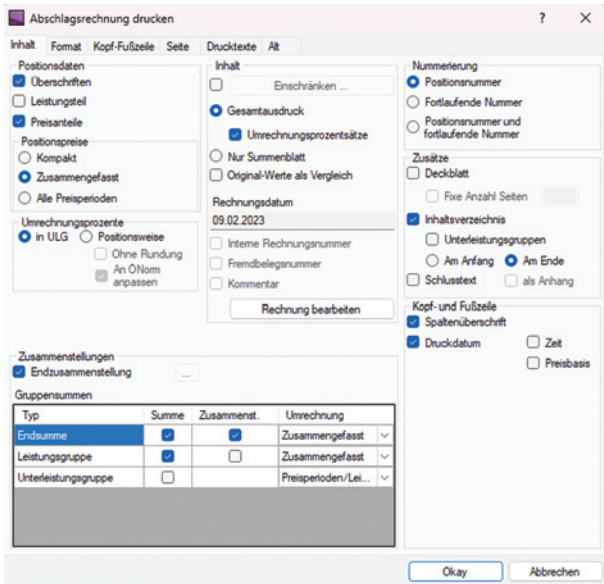 Abschlagsrechnung drucken
Inhalt Format Kopf-Fußzeile Seite Drucktexte Alt
Positionsdaten
Überschriften
Leistungsteil
Preisanteile
Positionspreise
Kompakt
Zusammengefasst
Alle Preisperioden
Umrechnungsprozente
in ULG Positionsweise
Ohne Rundung
An ÖNorm
anpassen
Inhalt
Einschränken ...
Gesamtausdruck
Umrechnungsprozentsätze
Nur Summenblatt
Original-Werte als Vergleich
Rechnungsdatum
09.02.2023
Interne Rechnungsnummer
Fremdbelegsnummer
Kommentar
Rechnung bearbeiten
Nummerierung
Positionsnummer
Fortlaufende Nummer
Positionsnummer und
fortlaufende Nummer
Zusätze
Deckblatt
Fixe Anzahl Seiten
Inhaltsverzeichnis
Unterleistungsgruppen
Am Anfang Am Ende
Schlusstext als Anhang
Kopf- und Fußzeile
Spaltenüberschrift
Druckdatum Zeit
Preisbasis
Zusammenstellungen
Endzusammenstellung ...
Gruppensummen
Typ Summe Zusammenst. Umrechnung
Endsumme Zusammengefasst
Leistungsgruppe Zusammengefasst
Unterleistungsgruppe Preisperioden/Lei...
Okay Abbrechen